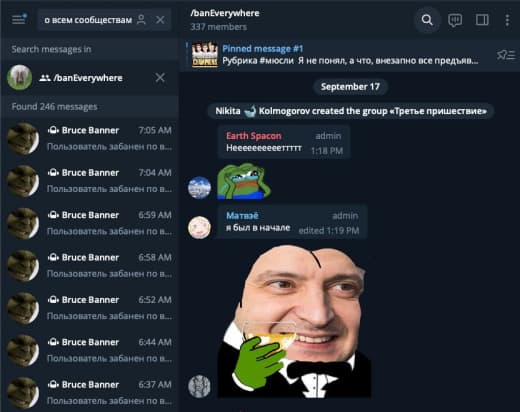 о всем сообществам
Search messages in
/banEverywhere
Found 246 messages
Bruce Banner 7:05 AM
Пользователь забанен по в...
Bruce Banner 7:04 AM
Пользователь забанен по в...
Bruce Banner 6:59 AM
Пользователь забанен по в...
Bruce Banner 6:58 AM
Пользователь забанен по в...
Bruce Banner 6:52 AM
Пользователь забанен по в...
Bruce Banner 6:44 AM
Пользователь забанен по в...
Bruce Banner 6:37 AM
Пользователь забанен по в...
/banEverywhere
337 members
Pinned message #1
Рубрика #мюсли Я не понял, а что, внезапно все предъяв...
September 17
Nikita 🐳 Kolmogorov created the group «Третье пришествие»
Earth Spacon admin
Нееееееееееттттт 1:18 PM
Матвэё admin
я был в начале edited 1:19 PM